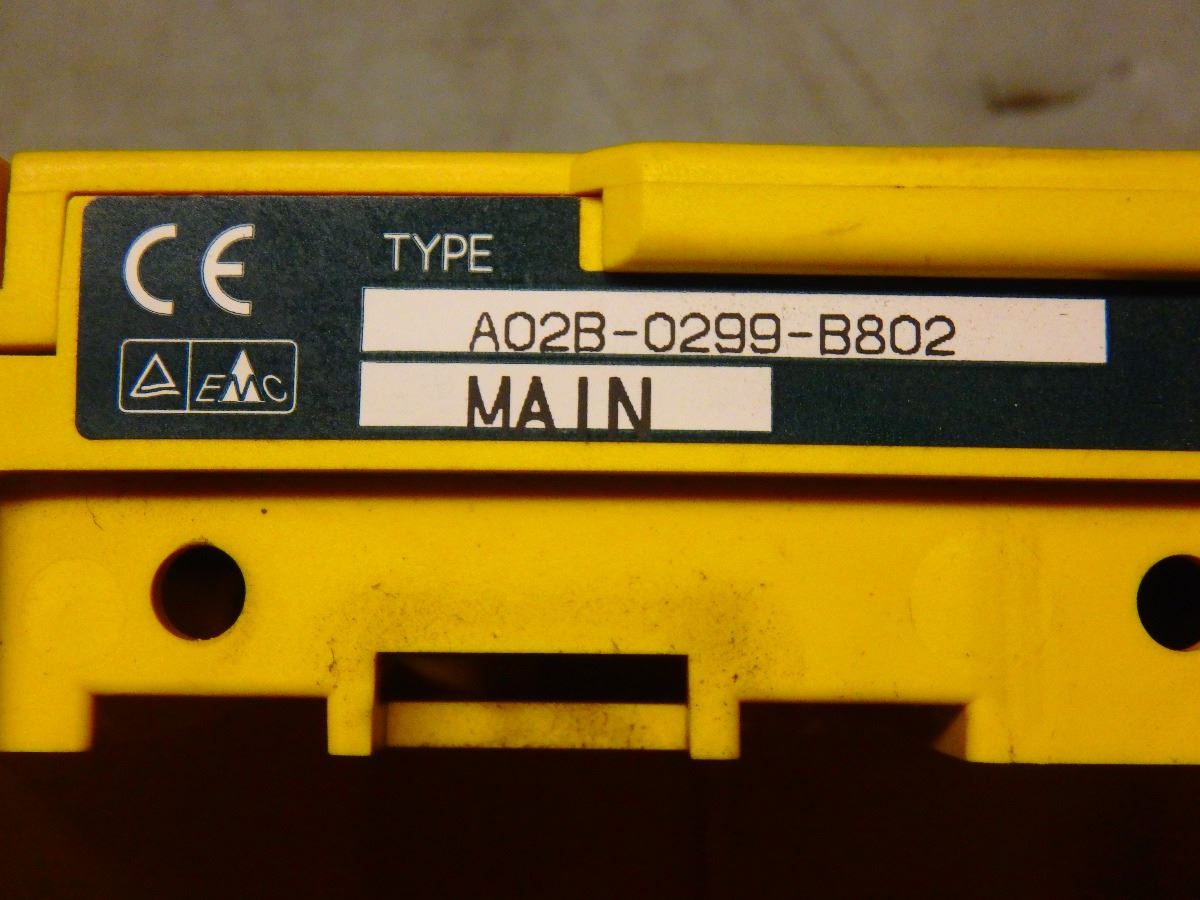 CE
TYPE
A02B-0299-B802
EMC
MAIN